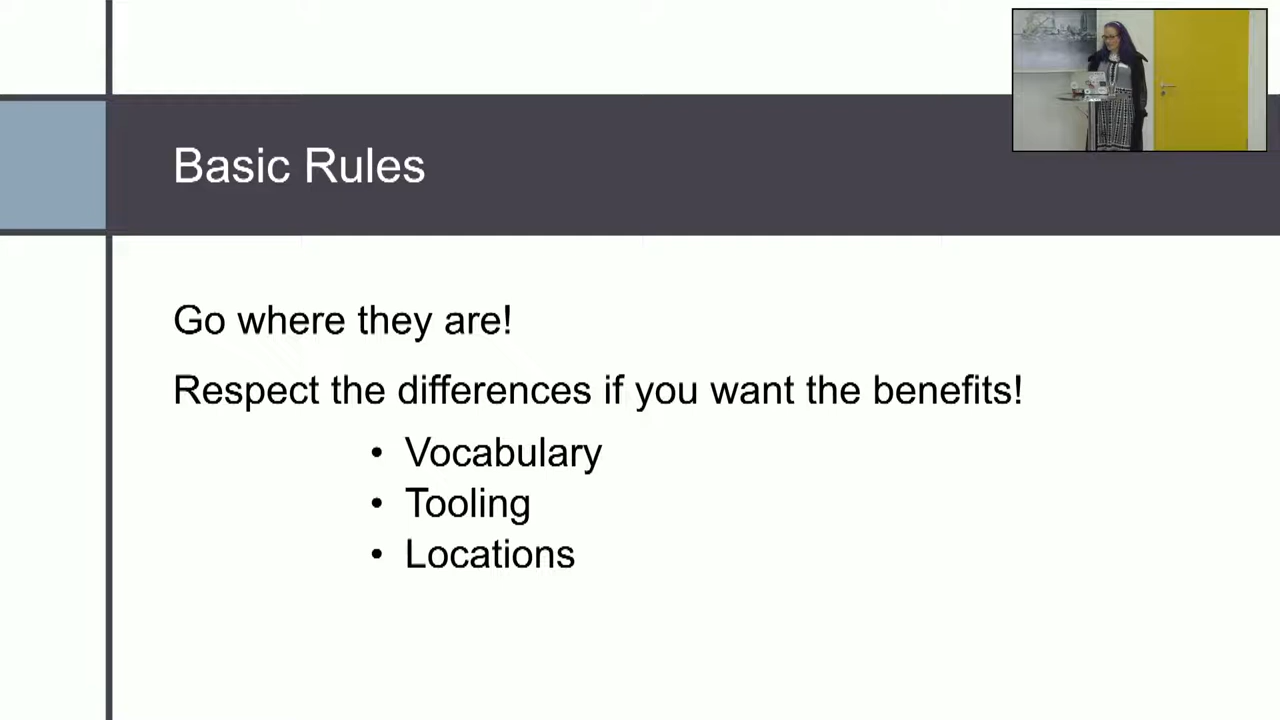 Basic Rules
Go where they are!
Respect the differences if you want the benefits!
• Vocabulary
• Tooling
• Locations